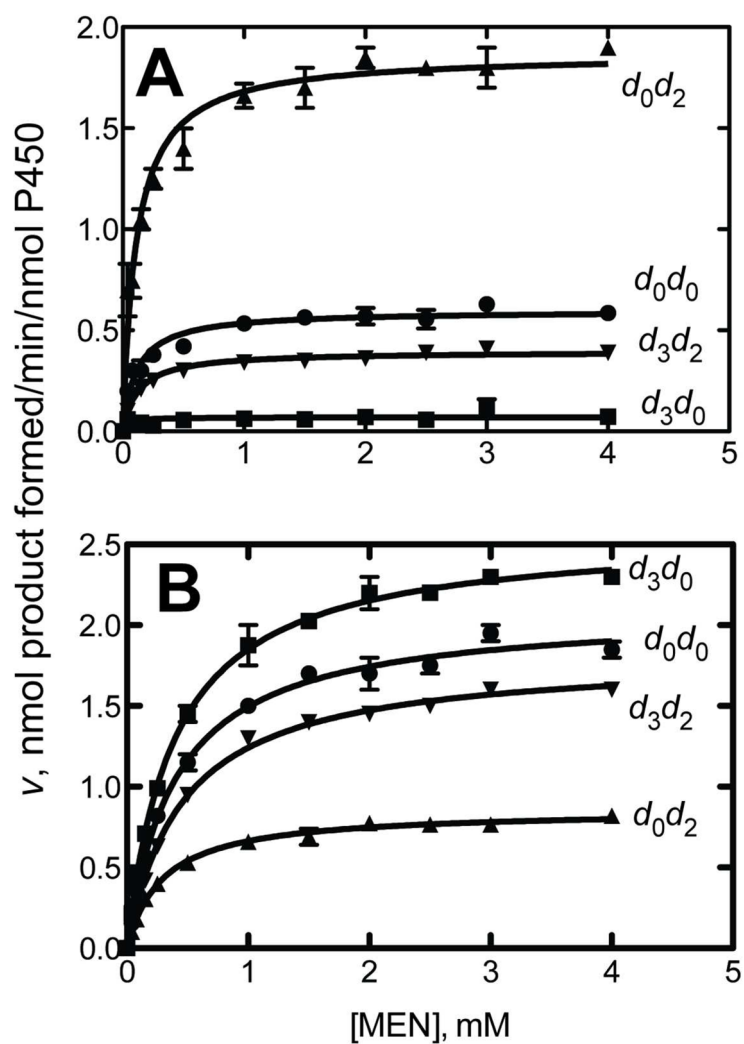 v, nmol product formed/min/nmol P450
A
2.0
1.5
1.0
0.5
0.0
0 1 2 3 4 5
d₀d₂
d₀d₀
d₃d₂
d₃d₀
B
2.5
2.0
1.5
1.0
0.5
0.0
0 1 2 3 4 5
d₃d₀
d₀d₀
d₃d₂
d₀d₂
[MEN], mM